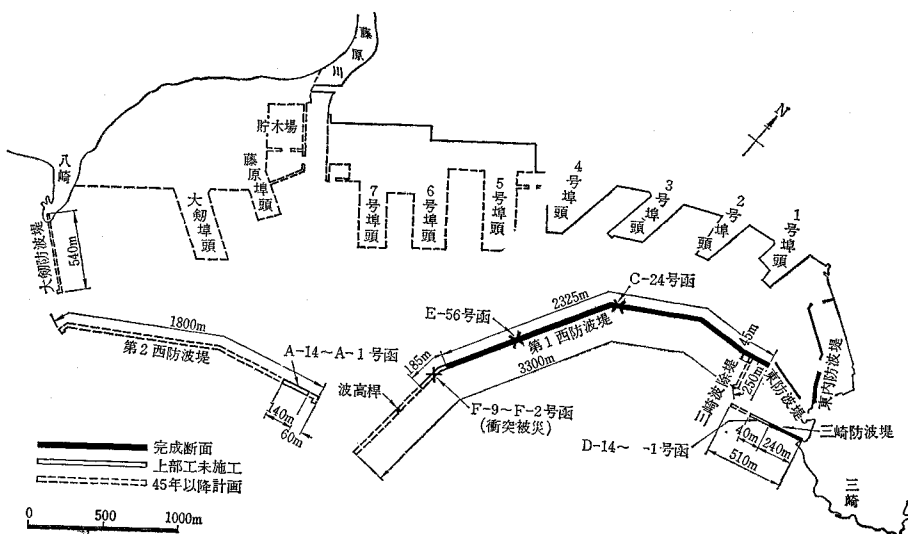 藤原川
N
貯木場
八崎
藤原埠頭
大剱埠頭
7号埠頭
6号埠頭
5号埠頭
4号埠頭
3号埠頭
2号埠頭
1号埠頭
大剱防波堤
540m
C-24号函
2325m
E-56号函
第1西防波堤
3300m
45m
1800m
第2西防波堤
A-14～A-1号函
185m
波高桿
250m
三崎波除堤
東防波堤
東内防波堤
140m
60m
F-9～F-2号函
(衝突被災)
三崎防波堤
D-14～ -1号函
40m
240m
510m
三崎
完成断面
上部工未施工
45年以降計画
0 500 1000m